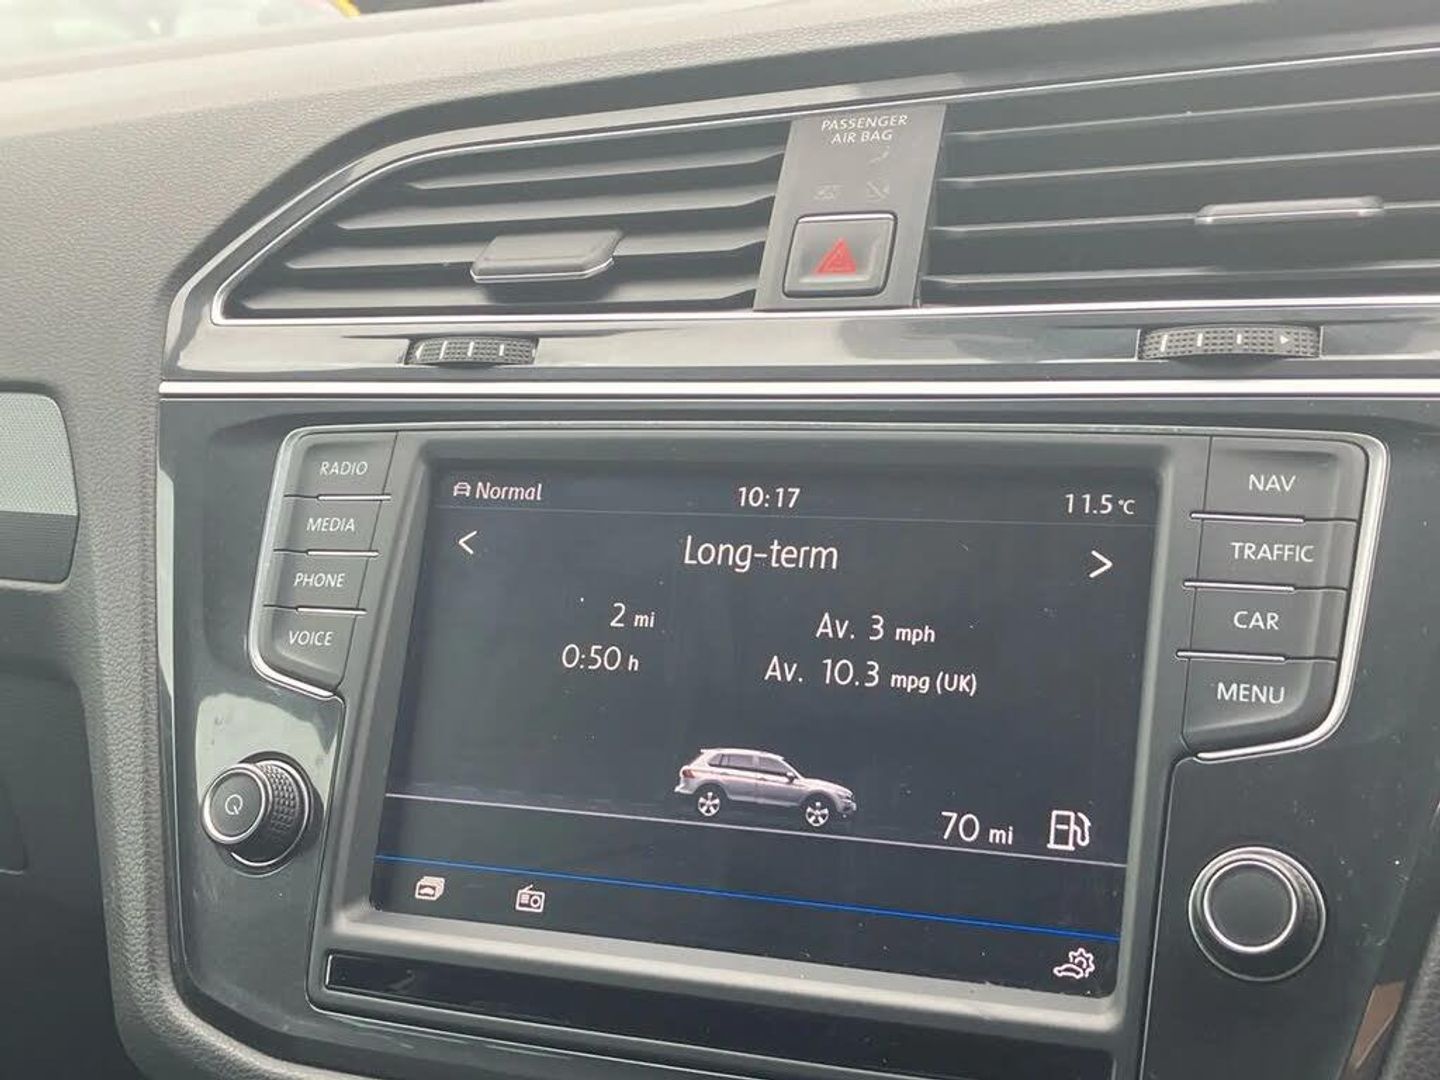 PASSENGER
AIR BAG
RADIO
MEDIA
PHONE
VOICE
Normal 10:17 11.5 °C
< Long-term >
2 mi Av. 3 mph
0:50 h Av. 10.3 mpg (UK)
70 mi
NAV
TRAFFIC
CAR
MENU